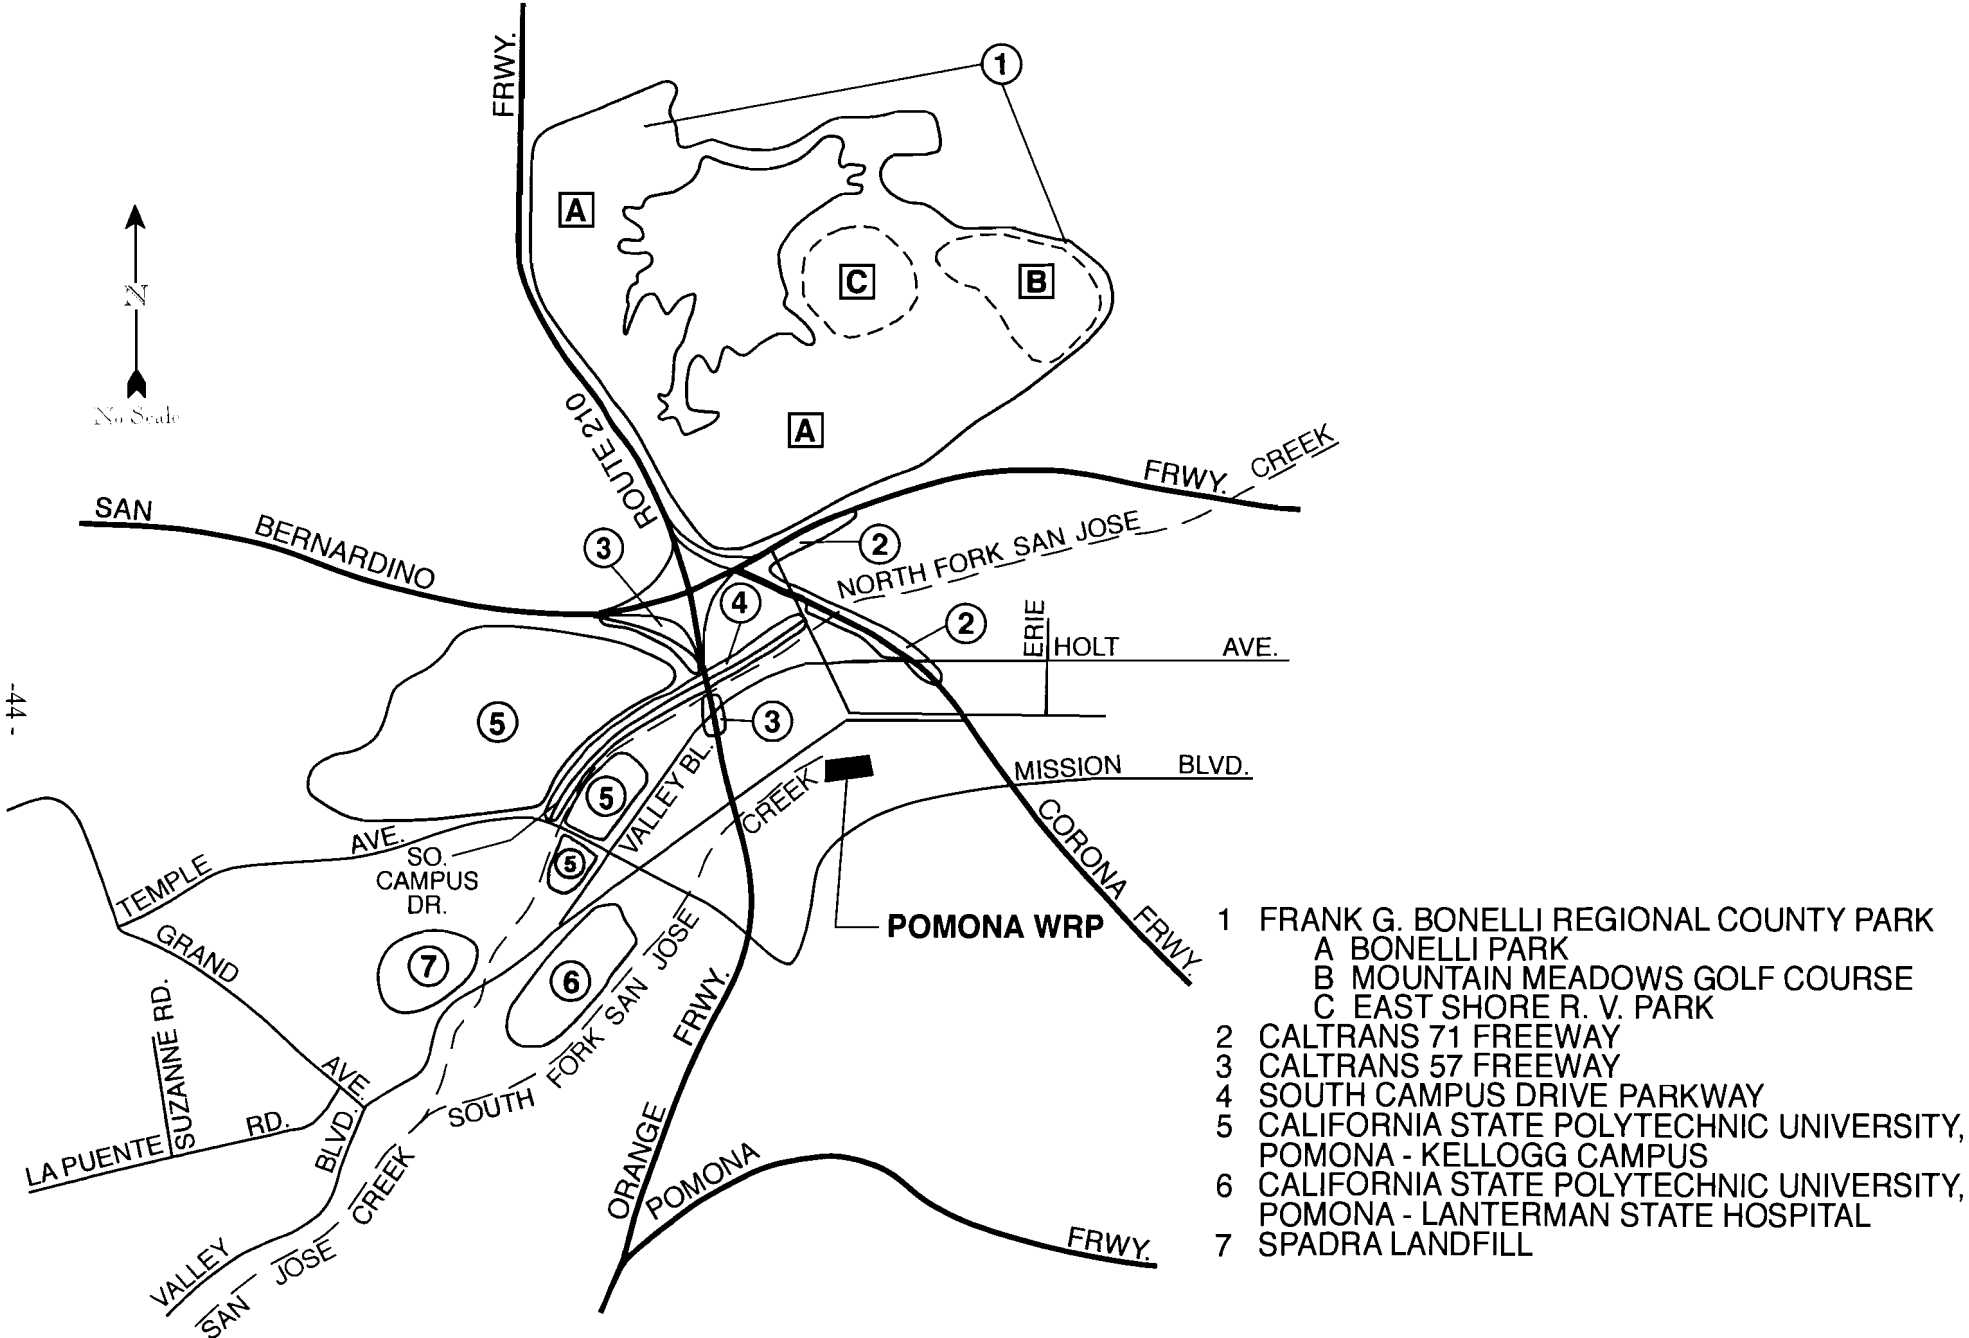 FRWY.
1
A
C
B
N
No Scale
ROUTE 210
A
FRWY.
CREEK
SAN
BERNARDINO
3
2
NORTH FORK SAN JOSE
4
2
ERIE
HOLT AVE.
-44-
5
3
MISSION BLVD.
5
VALLEY BL.
CREEK
CORONA FRWY.
TEMPLE AVE.
SO.
CAMPUS
DR.
5
POMONA WRP
GRAND AVE.
7
6
SUZANNE RD.
SOUTH FORK SAN JOSE
FRWY.
LA PUENTE RD.
BLVD.
CREEK
ORANGE
POMONA
FRWY.
VALLEY
SAN JOSE
1 FRANK G. BONELLI REGIONAL COUNTY PARK
A BONELLI PARK
B MOUNTAIN MEADOWS GOLF COURSE
C EAST SHORE R. V. PARK
2 CALTRANS 71 FREEWAY
3 CALTRANS 57 FREEWAY
4 SOUTH CAMPUS DRIVE PARKWAY
5 CALIFORNIA STATE POLYTECHNIC UNIVERSITY,
POMONA - KELLOGG CAMPUS
6 CALIFORNIA STATE POLYTECHNIC UNIVERSITY,
POMONA - LANTERMAN STATE HOSPITAL
7 SPADRA LANDFILL